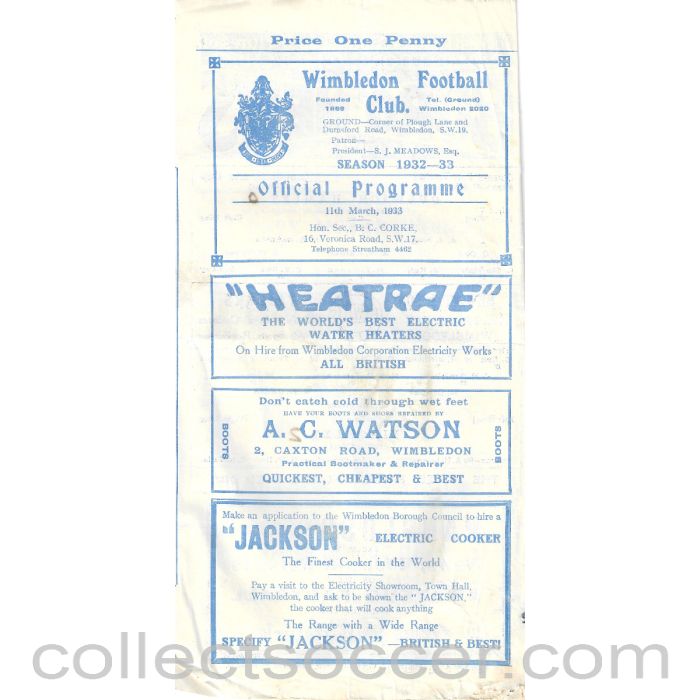 Price One Penny
Wimbledon Football
Club.
Founded
1889
Tel. (Ground)
Wimbledon 2020
GROUND—Corner of Plough Lane and
Durnsford Road, Wimbledon, S.W.19.
Patron—
President—S. J. MEADOWS, Esq.
SEASON 1932—33
Official Programme
11th March, 1933
Hon. Sec., B. C. CORKE,
16, Veronica Road, S.W.17.
Telephone Streatham 4462
"HEATRAE"
THE WORLD'S BEST ELECTRIC
WATER HEATERS
On Hire from Wimbledon Corporation Electricity Works
ALL BRITISH
Don't catch cold through wet feet
HAVE YOUR BOOTS AND SHOES REPAIRED BY
A. C. WATSON
2, CAXTON ROAD, WIMBLEDON
Practical Bootmaker & Repairer
QUICKEST, CHEAPEST & BEST
BOOTS
BOOTS
Make an application to the Wimbledon Borough Council to hire a
"JACKSON" ELECTRIC COOKER
The Finest Cooker in the World
Pay a visit to the Electricity Showroom, Town Hall,
Wimbledon, and ask to be shown the "JACKSON,"
the cooker that will cook anything
The Range with a Wide Range
SPECIFY "JACKSON"—BRITISH & BEST!
collectsoccer.com